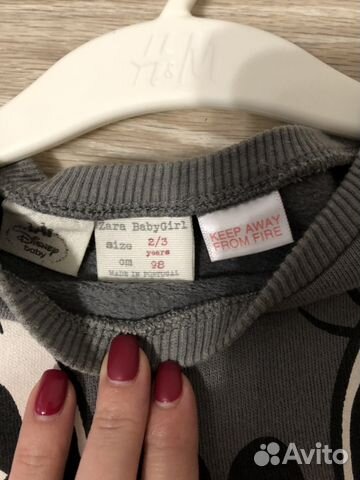 Disney
baby
Zara BabyGirl
size 2/3
years
cm 98
MADE IN PORTUGAL
KEEP AWAY
FROM FIRE
Avito